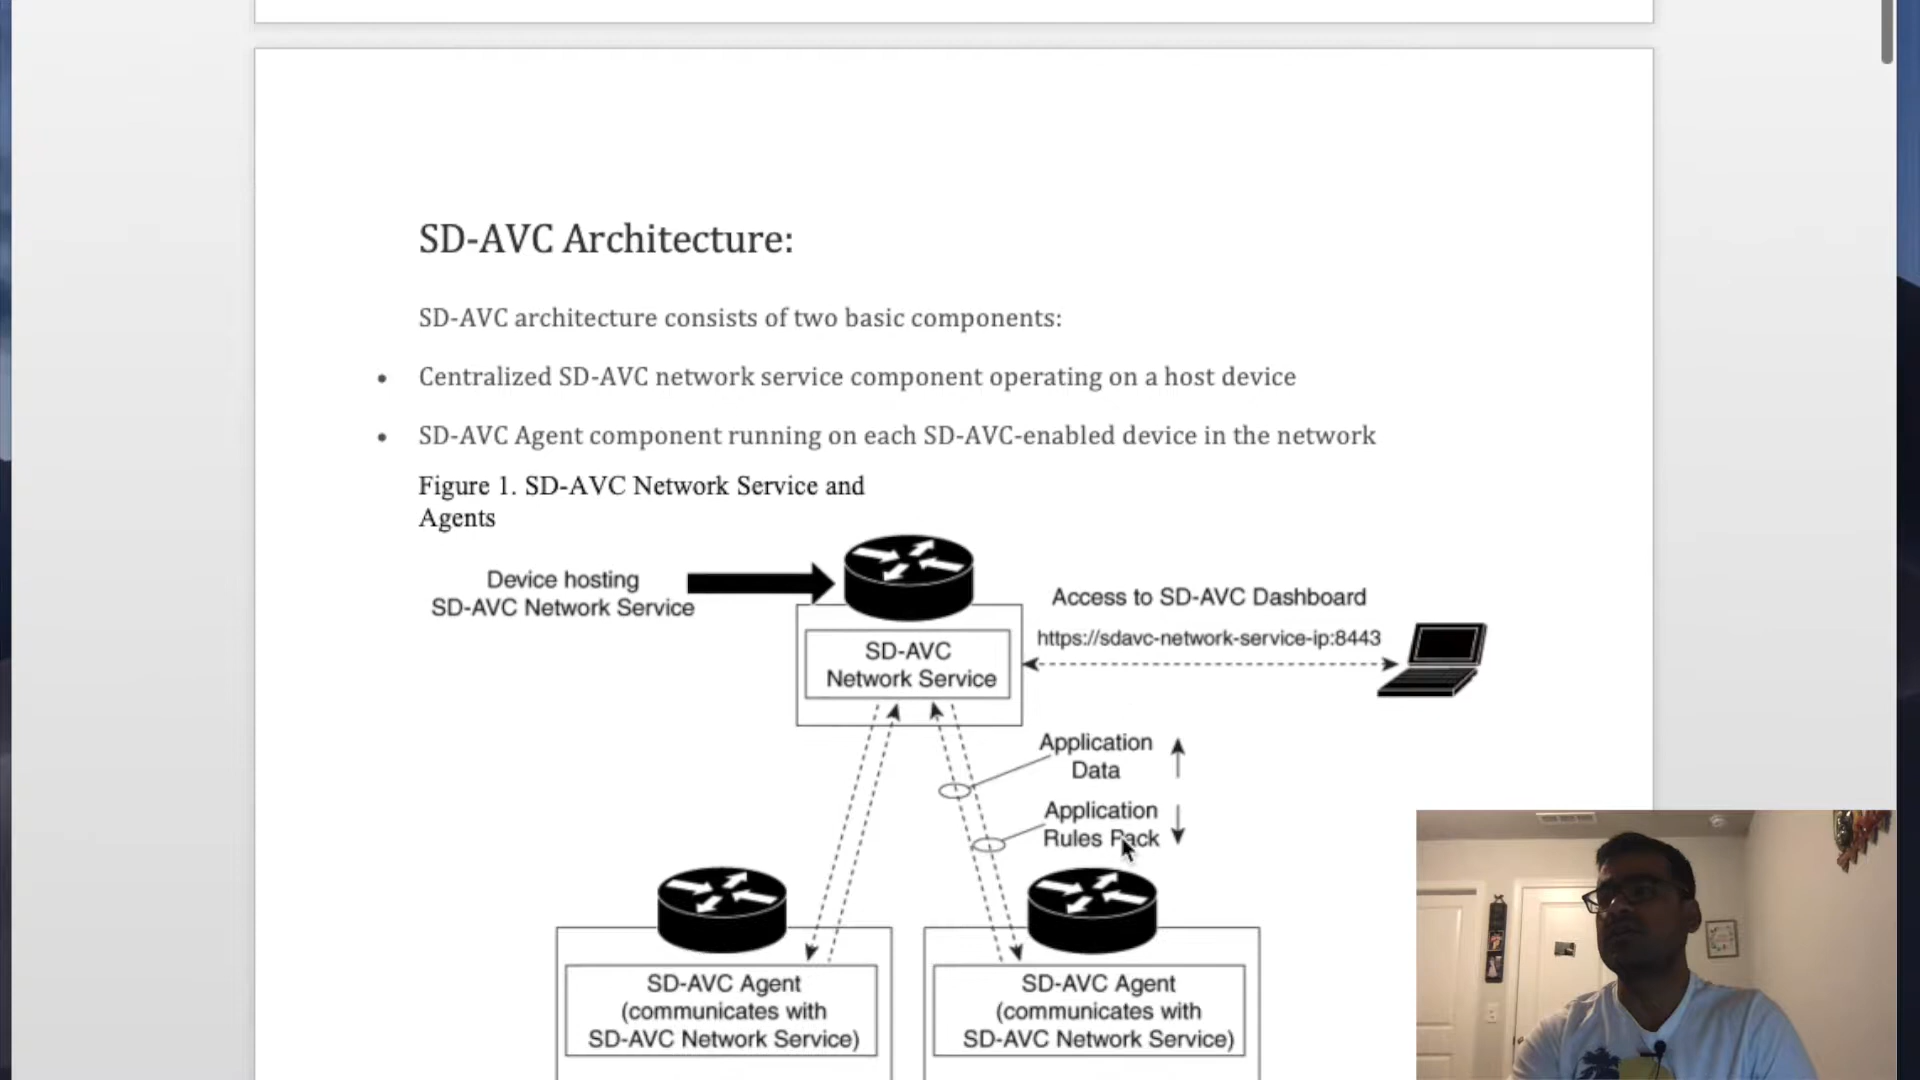 SD-AVC Architecture:
SD-AVC architecture consists of two basic components:
• Centralized SD-AVC network service component operating on a host device
• SD-AVC Agent component running on each SD-AVC-enabled device in the network
Figure 1. SD-AVC Network Service and
Agents
Device hosting
SD-AVC Network Service
Access to SD-AVC Dashboard
https://sdavc-network-service-ip:8443
SD-AVC
Network Service
Application
Data
Application
Rules Pack
SD-AVC Agent
(communicates with
SD-AVC Network Service)
SD-AVC Agent
(communicates with
SD-AVC Network Service)